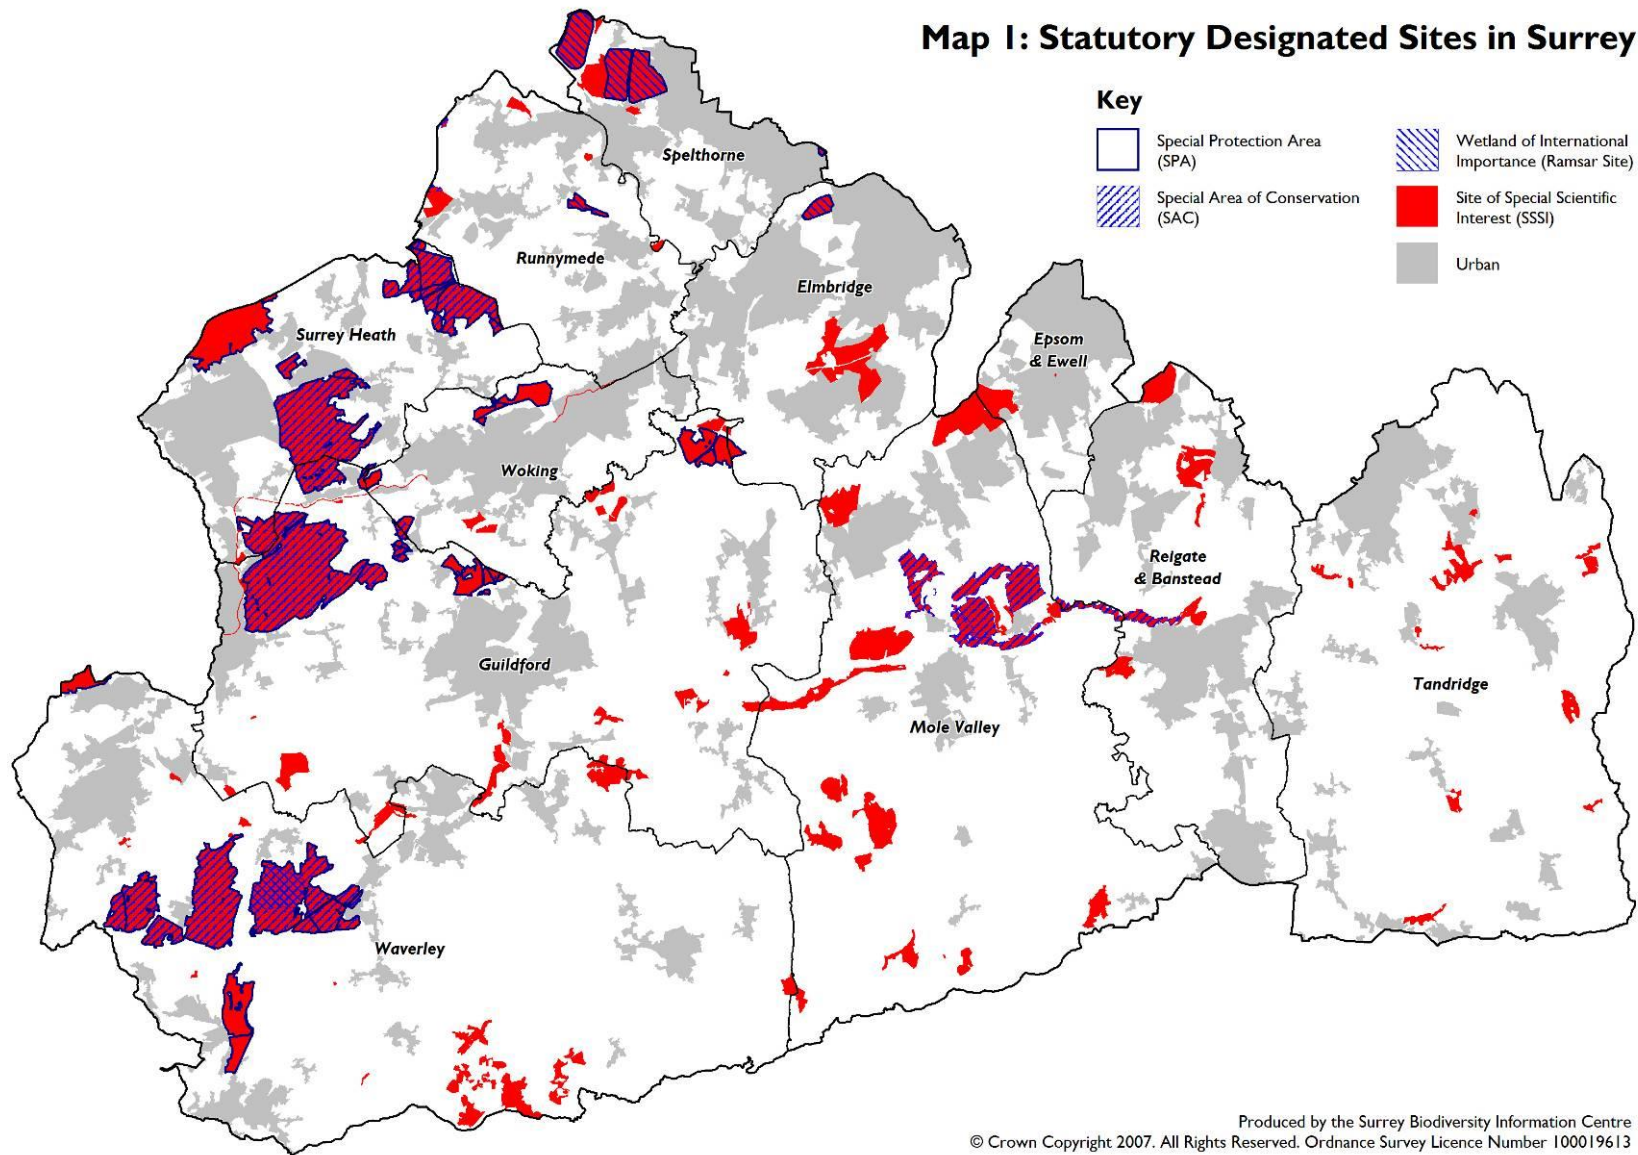 Map 1: Statutory Designated Sites in Surrey
Key
Special Protection Area
(SPA)
Special Area of Conservation
(SAC)
Wetland of International
Importance (Ramsar Site)
Site of Special Scientific
Interest (SSSI)
Urban
Spelthorne
Runnymede
Elmbridge
Surrey Heath
Epsom
& Ewell
Woking
Reigate
& Banstead
Guildford
Tandridge
Mole Valley
Waverley
Produced by the Surrey Biodiversity Information Centre
© Crown Copyright 2007. All Rights Reserved. Ordnance Survey Licence Number 100019613